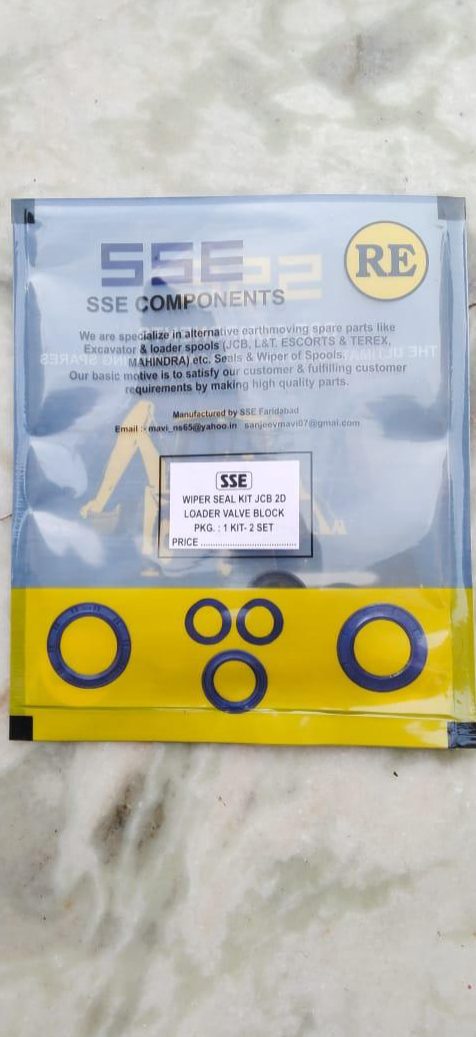 SSE
RE
SSE COMPONENTS
We are specialize in alternative earthmoving spare parts like
Excavator & loader spools (JCB, L&T. ESCORTS & TEREX,
MAHINDRA) etc. Seals & Wiper of Spools.
Our basic motive is to satisfy our customer & fulfilling customer
requirements by making high quality parts.
Manufactured by SSE Faridabad
Email :- mavi_ns65@yahoo.in sanjeevmavi07@gmail.com
SSE
WIPER SEAL KIT JCB 2D
LOADER VALVE BLOCK
PKG. : 1 KIT- 2 SET
PRICE ................................